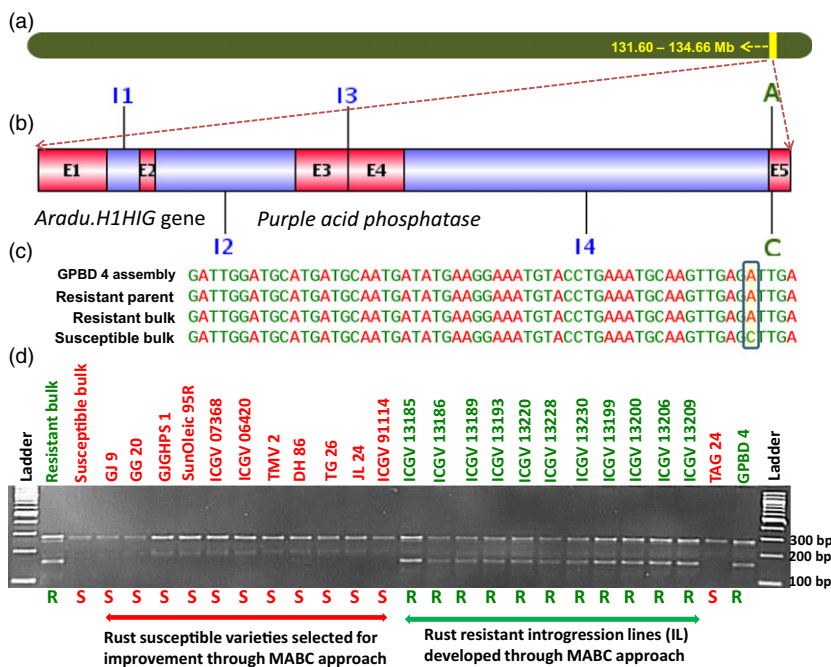 (a)
131.60 – 134.66 Mb
I1 I3 A
(b)
E1 E2 E3 E4 E5
Aradu.H1HIG gene Purple acid phosphatase
I2 I4 C
(c)
GPBD 4 assembly GATTGGATGCATGATGCAATGATATGAAGGAAATGTACCTGAAATGCAAGTTGAGATTGA
Resistant parent GATTGGATGCATGATGCAATGATATGAAGGAAATGTACCTGAAATGCAAGTTGAGATTGA
Resistant bulk GATTGGATGCATGATGCAATGATATGAAGGAAATGTACCTGAAATGCAAGTTGAGATTGA
Susceptible bulk GATTGGATGCATGATGCAATGATATGAAGGAAATGTACCTGAAATGCAAGTTGAGCTTGA
(d)
Ladder
Resistant bulk
Susceptible bulk
GJ 9
GG 20
GJGHPS 1
SunOleic 95R
ICGV 07368
ICGV 06420
TMV 2
DH 86
TG 26
JL 24
ICGV 91114
ICGV 13185
ICGV 13186
ICGV 13189
ICGV 13193
ICGV 13220
ICGV 13228
ICGV 13230
ICGV 13199
ICGV 13200
ICGV 13206
ICGV 13209
TAG 24
GPBD 4
Ladder
300 bp
200 bp
100 bp
R S S S S S S S S S S S S R R R R R R R R R R R S R
Rust susceptible varieties selected for
improvement through MABC approach
Rust resistant introgression lines (IL)
developed through MABC approach